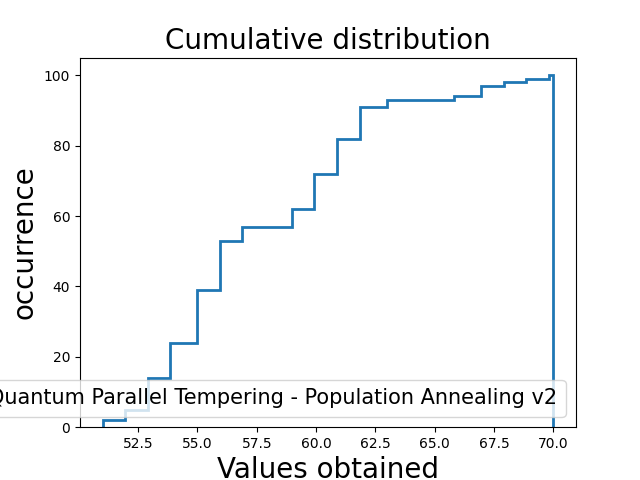 Cumulative distribution
occurrence
100
80
60
40
20
0
Parallel Tempering - Population Annealing v2
52.5 55.0 57.5 60.0 62.5 65.0 67.5 70.0
Values obtained